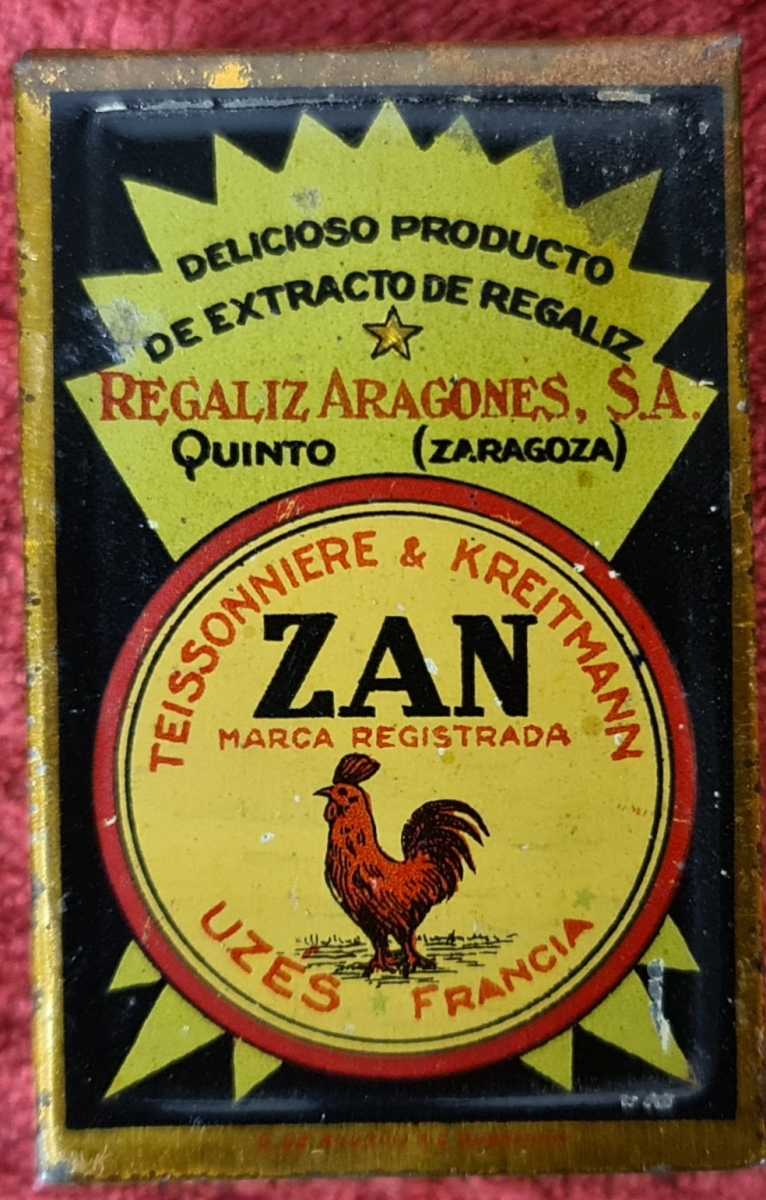 DELICIOSO PRODUCTO
DE EXTRACTO DE REGALIZ
REGALIZ ARAGONES, S.A.
QUINTO (ZARAGOZA)
TEISSONNIERE & KREITMANN
ZAN
MARCA REGISTRADA
UZES FRANCIA